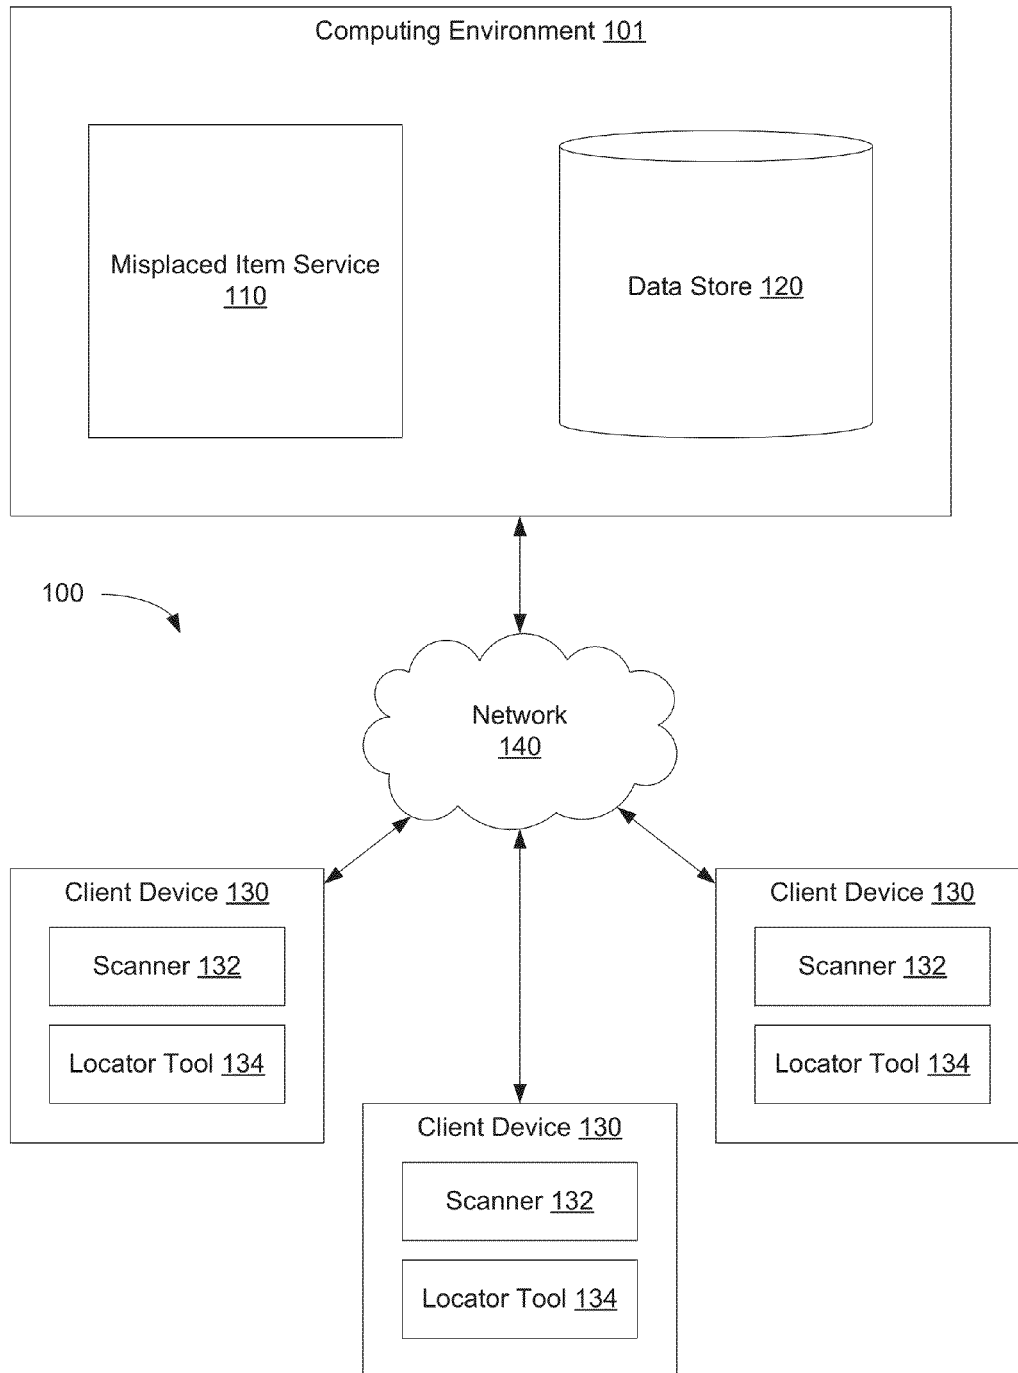 Computing Environment 101
Misplaced Item Service
110
Data Store 120
100
Network
140
Client Device 130
Scanner 132
Locator Tool 134
Client Device 130
Scanner 132
Locator Tool 134
Client Device 130
Scanner 132
Locator Tool 134